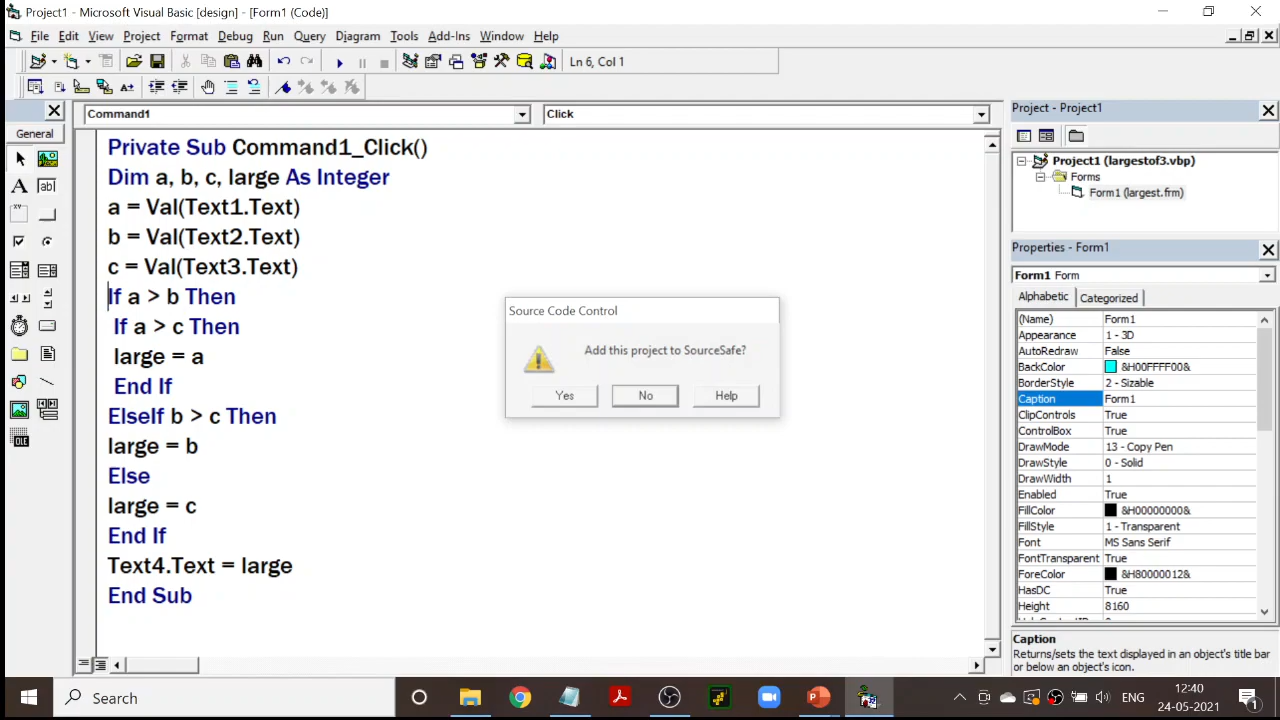 Project1 - Microsoft Visual Basic [design] - [Form1 (Code)]
File Edit View Project Format Debug Run Query Diagram Tools Add-Ins Window Help
Ln 6, Col 1
General
Command1
Click
Private Sub Command1_Click()
Dim a, b, c, large As Integer
a = Val(Text1.Text)
b = Val(Text2.Text)
c = Val(Text3.Text)
If a > b Then
If a > c Then
large = a
End If
ElseIf b > c Then
large = b
Else
large = c
End If
Text4.Text = large
End Sub
Source Code Control
Add this project to SourceSafe?
Yes No Help
Project - Project1
Project1 (largestof3.vbp)
Forms
Form1 (largest.frm)
Properties - Form1
Form1 Form
Alphabetic Categorized
(Name) Form1
Appearance 1 - 3D
AutoRedraw False
BackColor &H00FFFF00&
BorderStyle 2 - Sizable
Caption Form1
ClipControls True
ControlBox True
DrawMode 13 - Copy Pen
DrawStyle 0 - Solid
DrawWidth 1
Enabled True
FillColor &H00000000&
FillStyle 1 - Transparent
Font MS Sans Serif
FontTransparent True
ForeColor &H80000012&
HasDC True
Height 8160
Caption
Returns/sets the text displayed in an object's title bar
or below an object's icon.
Search
ENG
12:40
24-05-2021
1